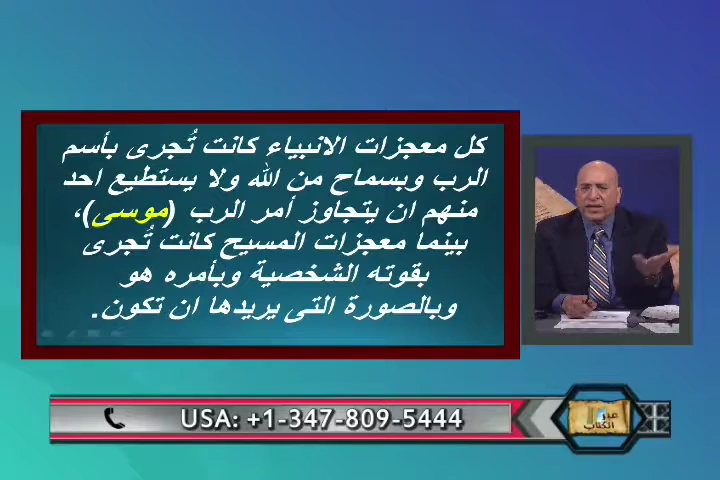 كل معجزات الانبياء كانت تُجرى بأسم
الرب وبسماح من الله ولا يستطيع احد
منهم ان يتجاوز أمر الرب (موسى)،
بينما معجزات المسيح كانت تُجرى
بقوته الشخصية وبأمره هو
وبالصورة التى يريدها ان تكون.
USA: +1-347-809-5444
عبر
الكتاب